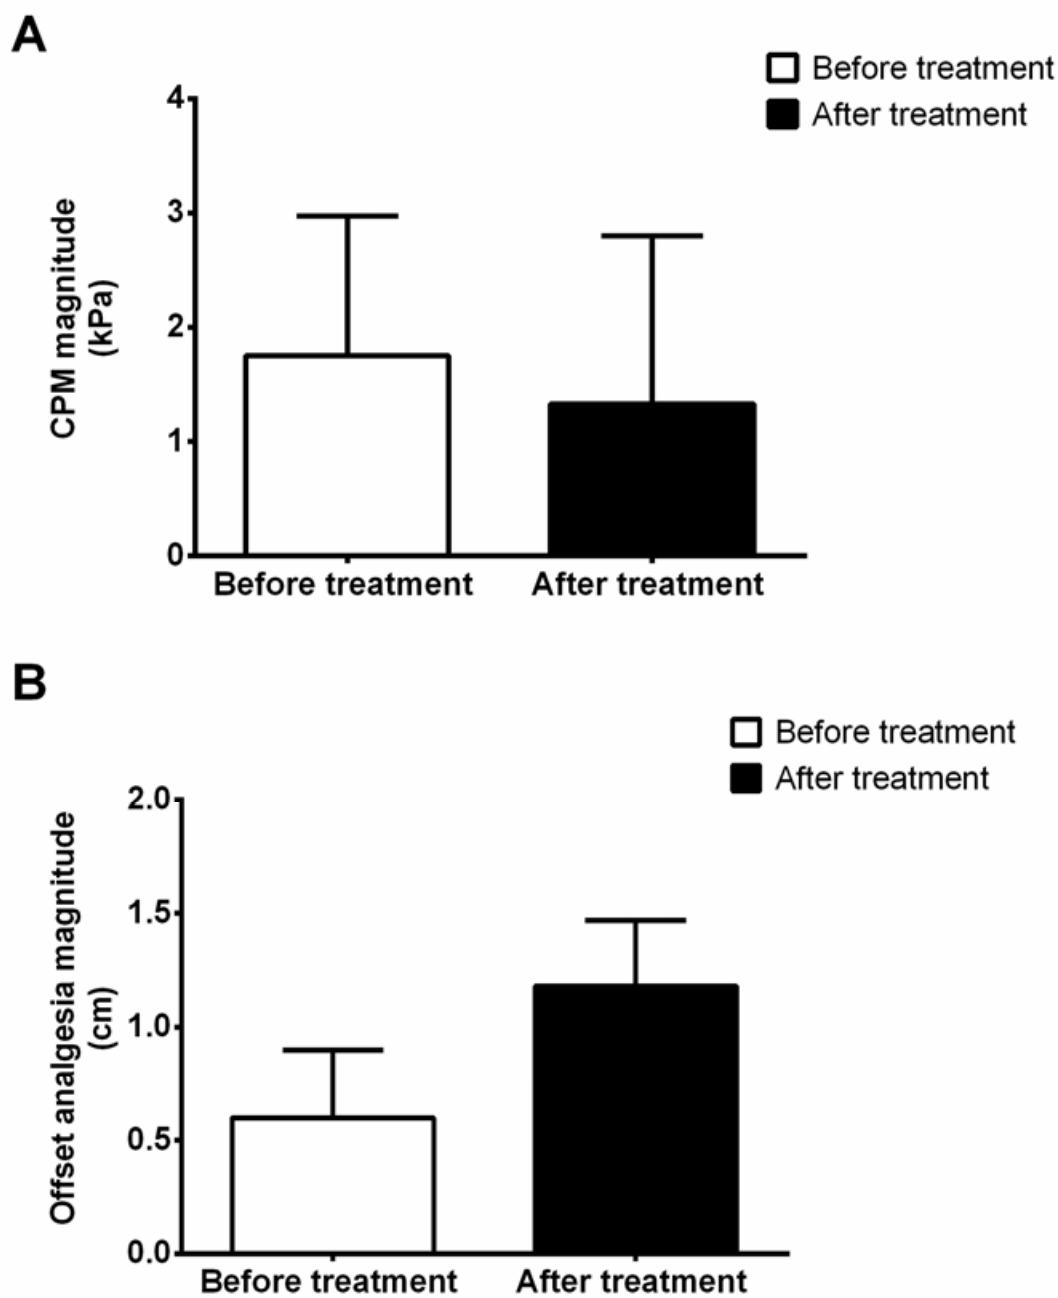 A
Before treatment
After treatment
4
3
2
1
0
CPM magnitude
(kPa)
Before treatment After treatment
B
Before treatment
After treatment
2.0
1.5
1.0
0.5
0.0
Offset analgesia magnitude
(cm)
Before treatment After treatment